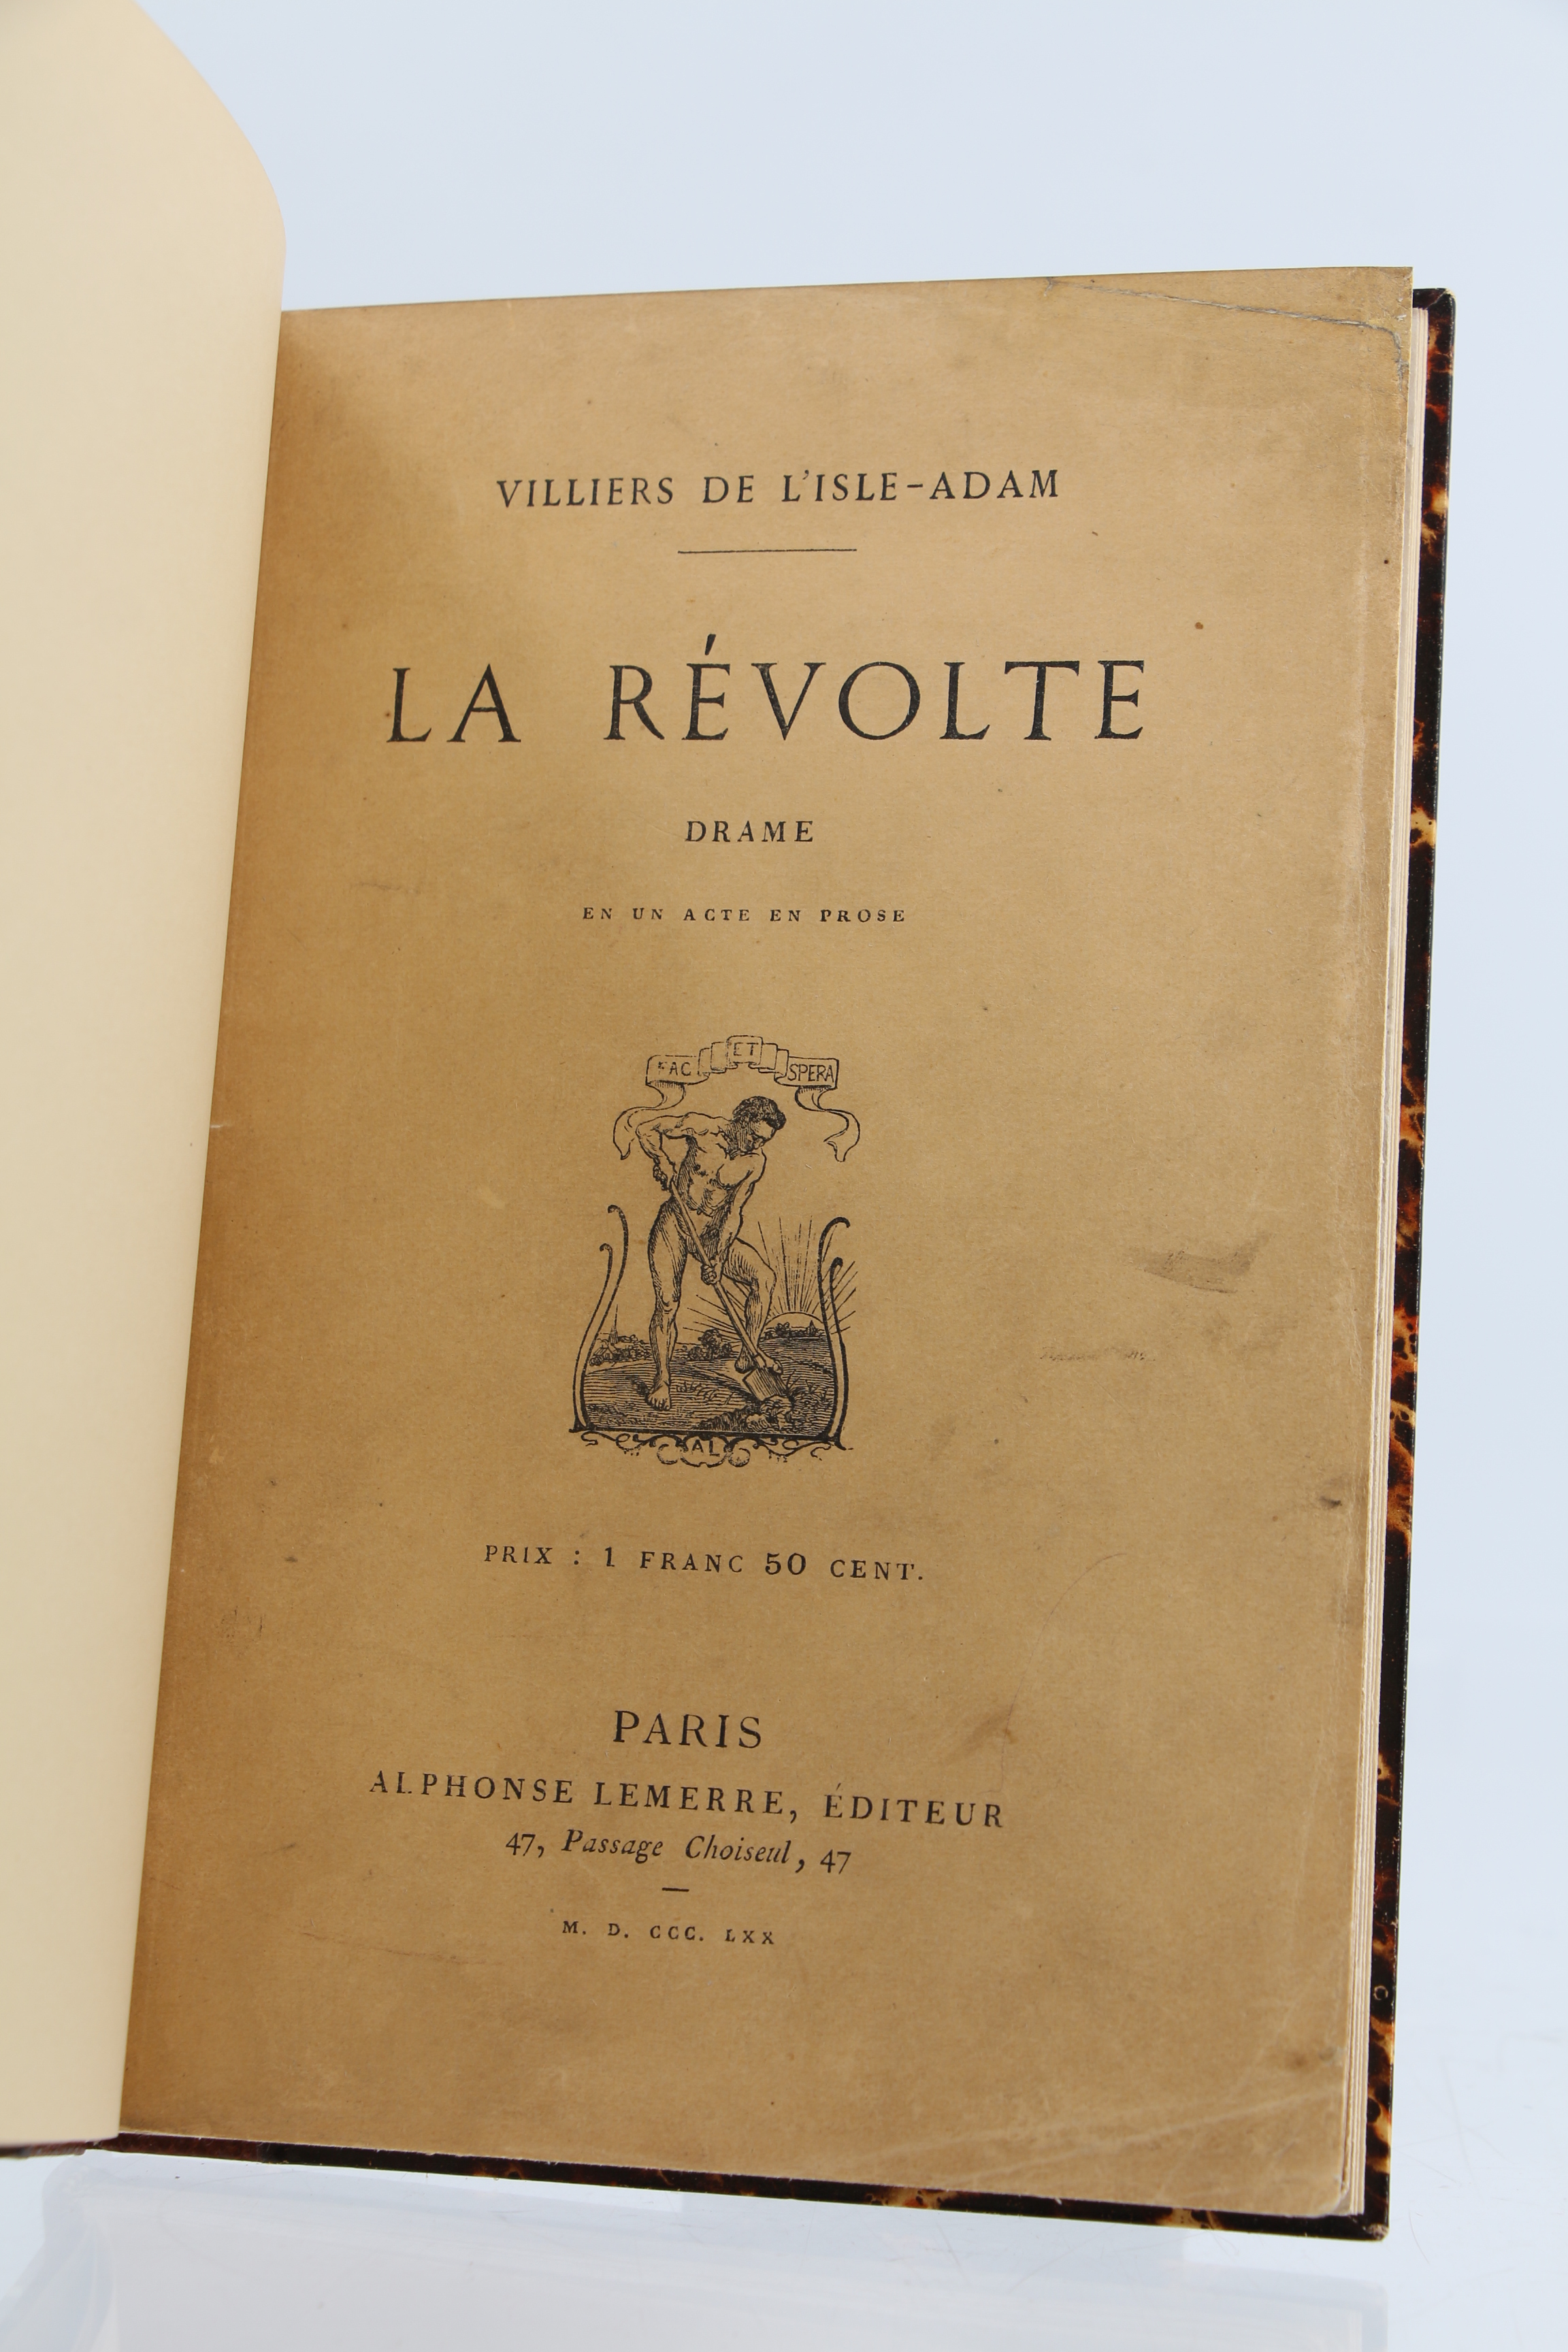 VILLIERS DE L'ISLE-ADAM
LA RÉVOLTE
DRAME
EN UN ACTE EN PROSE
FAC ET SPERA
AL
PRIX : 1 FRANC 50 CENT.
PARIS
ALPHONSE LEMERRE, ÉDITEUR
47, Passage Choiseul, 47
M. D. CCC. LXX